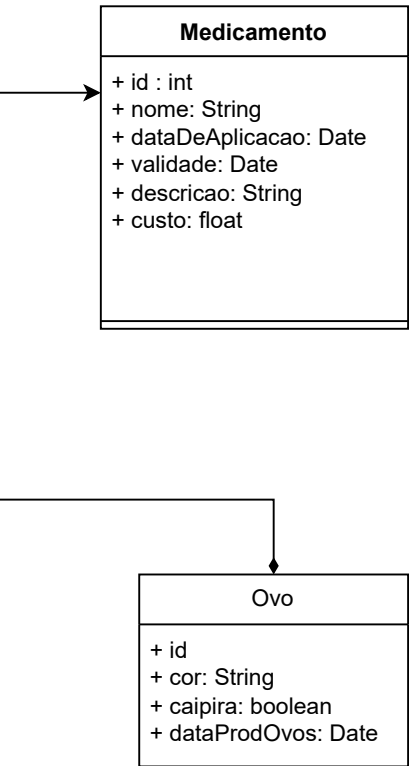 Medicamento
+ id : int
+ nome: String
+ dataDeAplicacao: Date
+ validade: Date
+ descricao: String
+ custo: float
Ovo
+ id
+ cor: String
+ caipira: boolean
+ dataProdOvos: Date